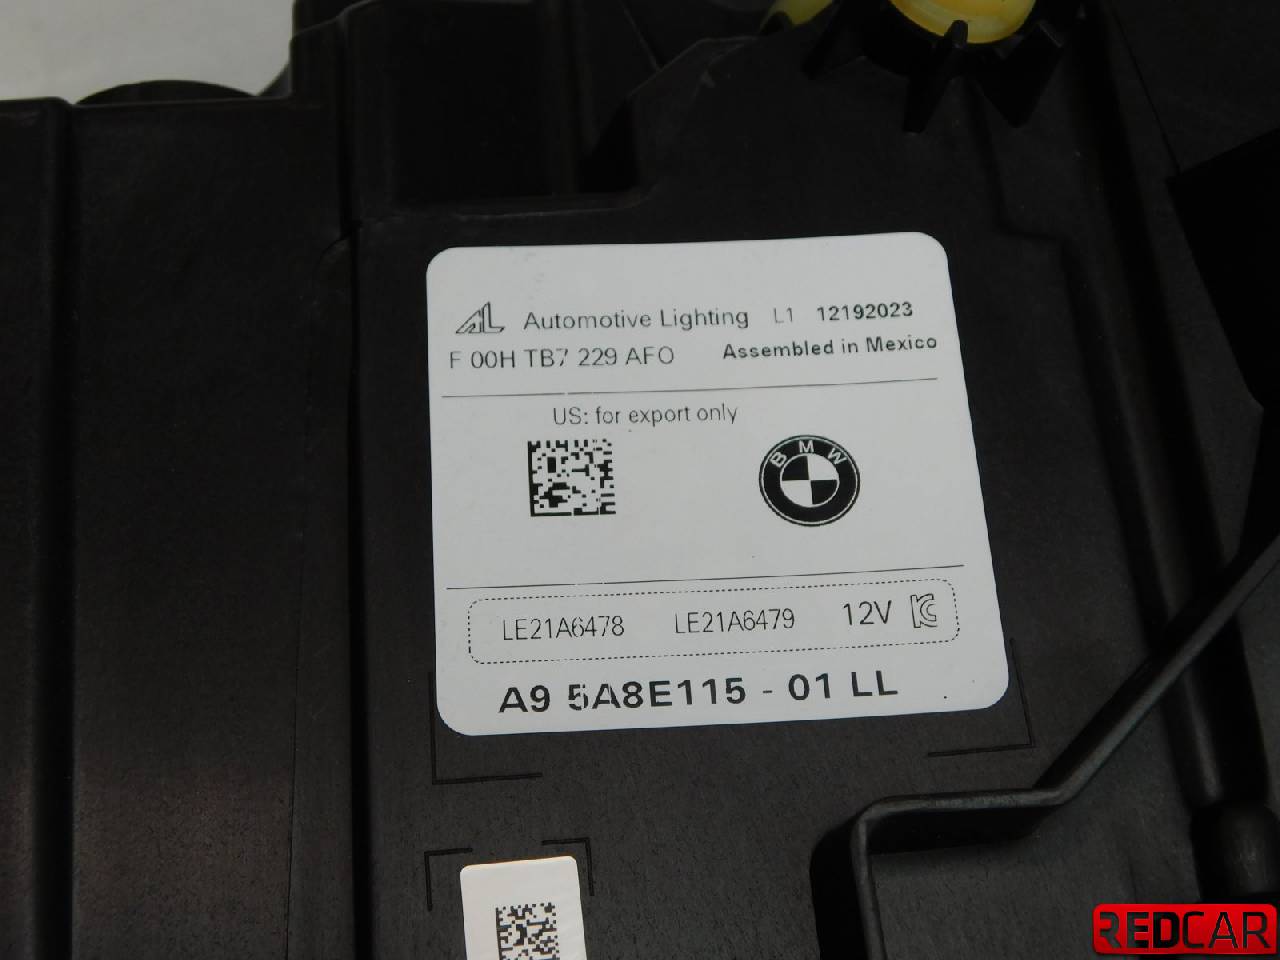 AL Automotive Lighting L1 12192023
F 00H TB7 229 AFO Assembled in Mexico
US: for export only
BMW
LE21A6478 LE21A6479 12V
A9 5A8E115 - 01 LL
REDCAR